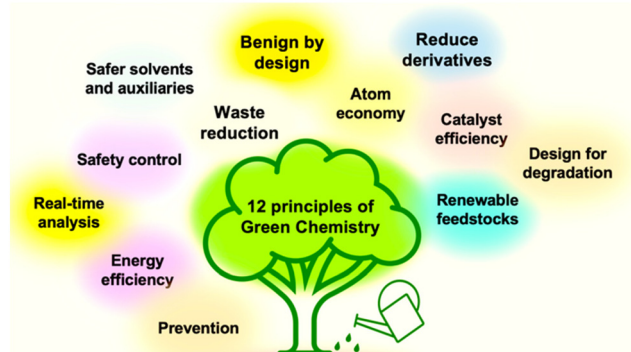 Benign by
design
Reduce
derivatives
Safer solvents
and auxiliaries
Atom
economy
Waste
reduction
Catalyst
efficiency
Safety control
Design for
degradation
Real-time
analysis
12 principles of
Green Chemistry
Renewable
feedstocks
Energy
efficiency
Prevention